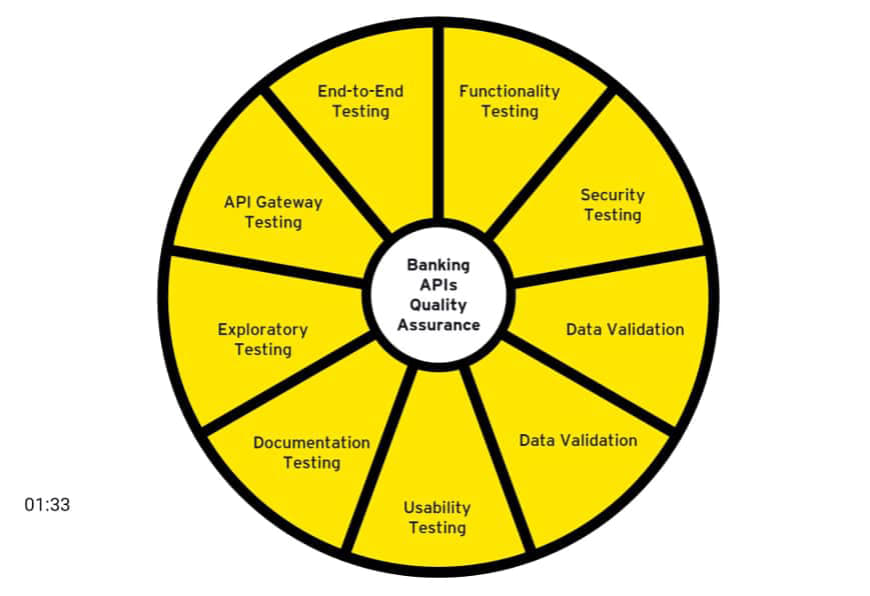 End-to-End
Testing
Functionality
Testing
API Gateway
Testing
Security
Testing
Banking
APIs
Quality
Assurance
Exploratory
Testing
Data Validation
Documentation
Testing
Data Validation
Usability
Testing
01:33